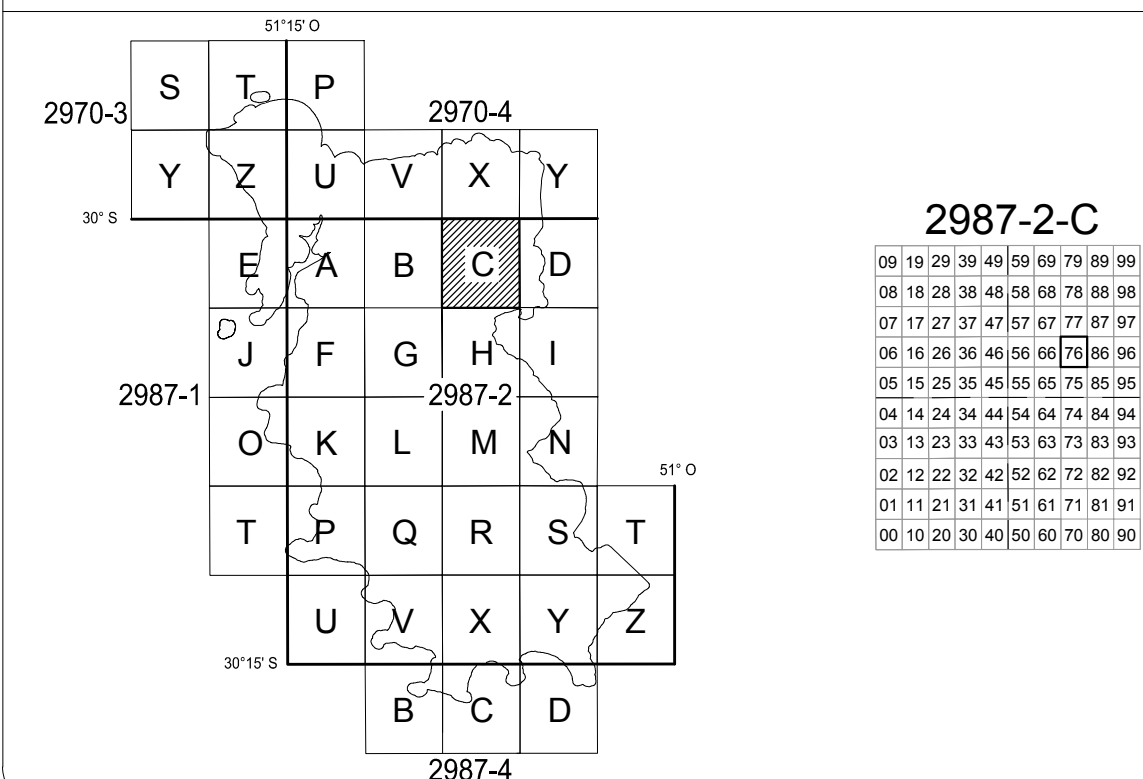 51°15' O
S T P
2970-3 2970-4
Y Z U V X Y
30° S
E A B C D
J F G H I
2987-1 2987-2
O K L M N
51° O
T P Q R S T
U V X Y Z
30°15' S
B C D
2987-4
2987-2-C
09 19 29 39 49 59 69 79 89 99
08 18 28 38 48 58 68 78 88 98
07 17 27 37 47 57 67 77 87 97
06 16 26 36 46 56 66 76 86 96
05 15 25 35 45 55 65 75 85 95
04 14 24 34 44 54 64 74 84 94
03 13 23 33 43 53 63 73 83 93
02 12 22 32 42 52 62 72 82 92
01 11 21 31 41 51 61 71 81 91
00 10 20 30 40 50 60 70 80 90